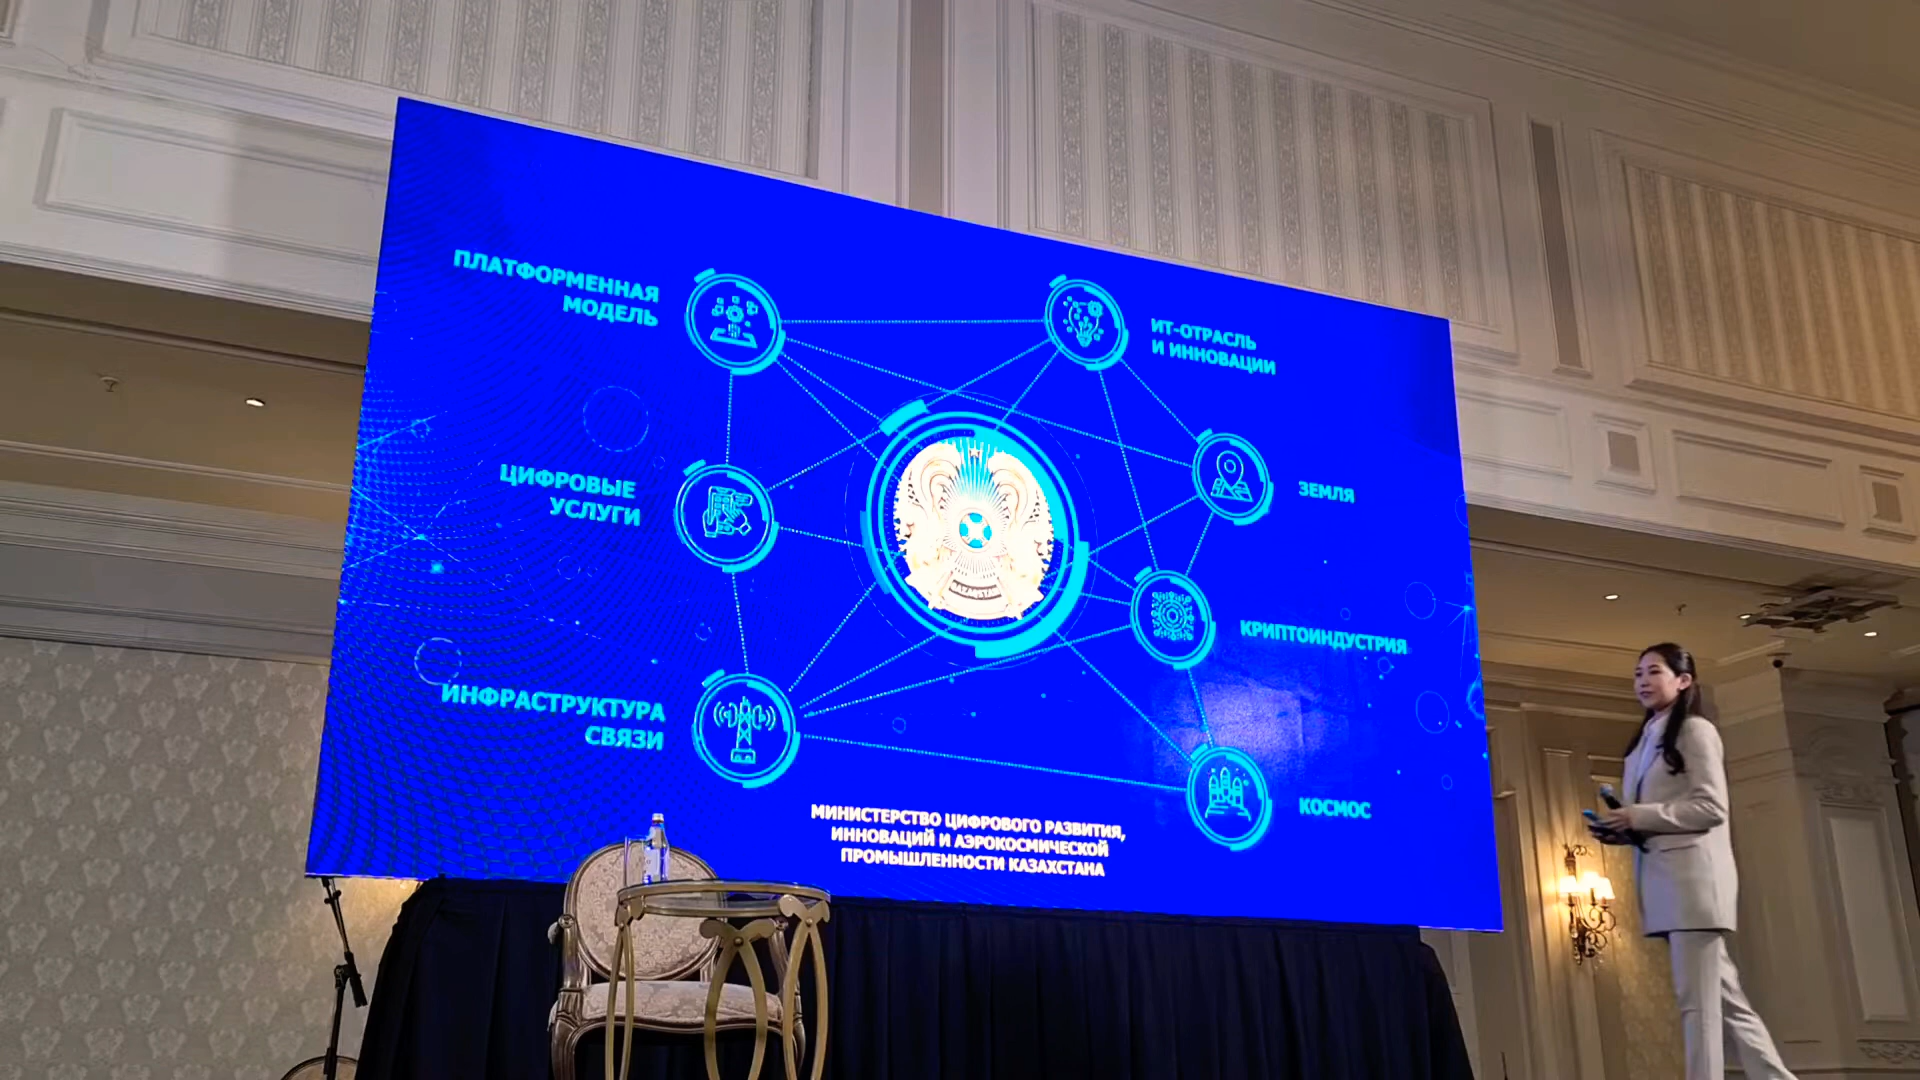 ПЛАТФОРМЕННАЯ
МОДЕЛЬ
ИТ-ОТРАСЛЬ
И ИННОВАЦИИ
ЦИФРОВЫЕ
УСЛУГИ
ЗЕМЛЯ
QAZAQSTAN
КРИПТОИНДУСТРИЯ
ИНФРАСТРУКТУРА
СВЯЗИ
КОСМОС
МИНИСТЕРСТВО ЦИФРОВОГО РАЗВИТИЯ,
ИННОВАЦИЙ И АЭРОКОСМИЧЕСКОЙ
ПРОМЫШЛЕННОСТИ КАЗАХСТАНА